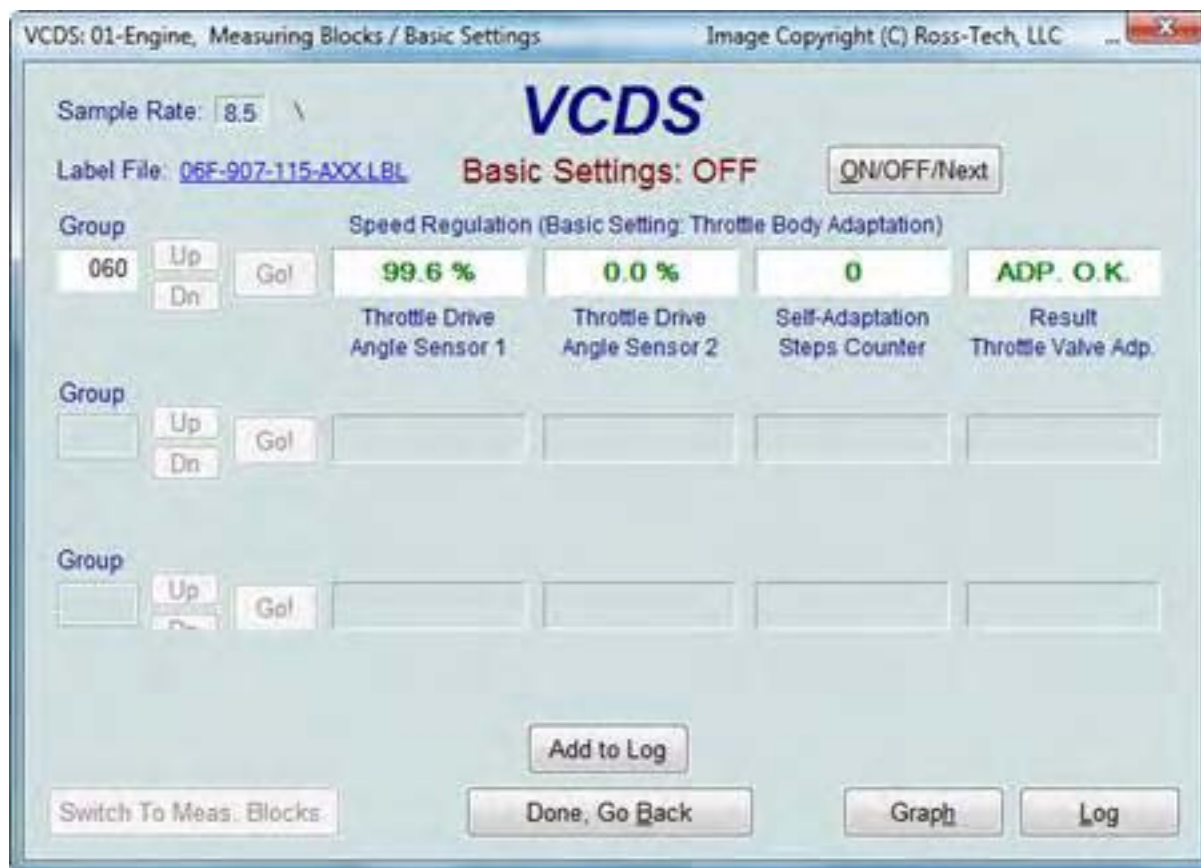 VCDS: 01-Engine, Measuring Blocks / Basic Settings Image Copyright (C) Ross-Tech, LLC ...
Sample Rate: 8.5 \
VCDS
Label File: 06F-907-115-AXX.LBL Basic Settings: OFF ON/OFF/Next
Group Speed Regulation (Basic Setting: Throttle Body Adaptation)
060 Up Dn Go! 99.6 % 0.0 % 0 ADP. O.K.
Throttle Drive Throttle Drive Self-Adaptation Result
Angle Sensor 1 Angle Sensor 2 Steps Counter Throttle Valve Adp.
Group
Up
Go!
Dn
Group
Up
Go!
Dn
Add to Log
Switch To Meas. Blocks Done, Go Back Graph Log